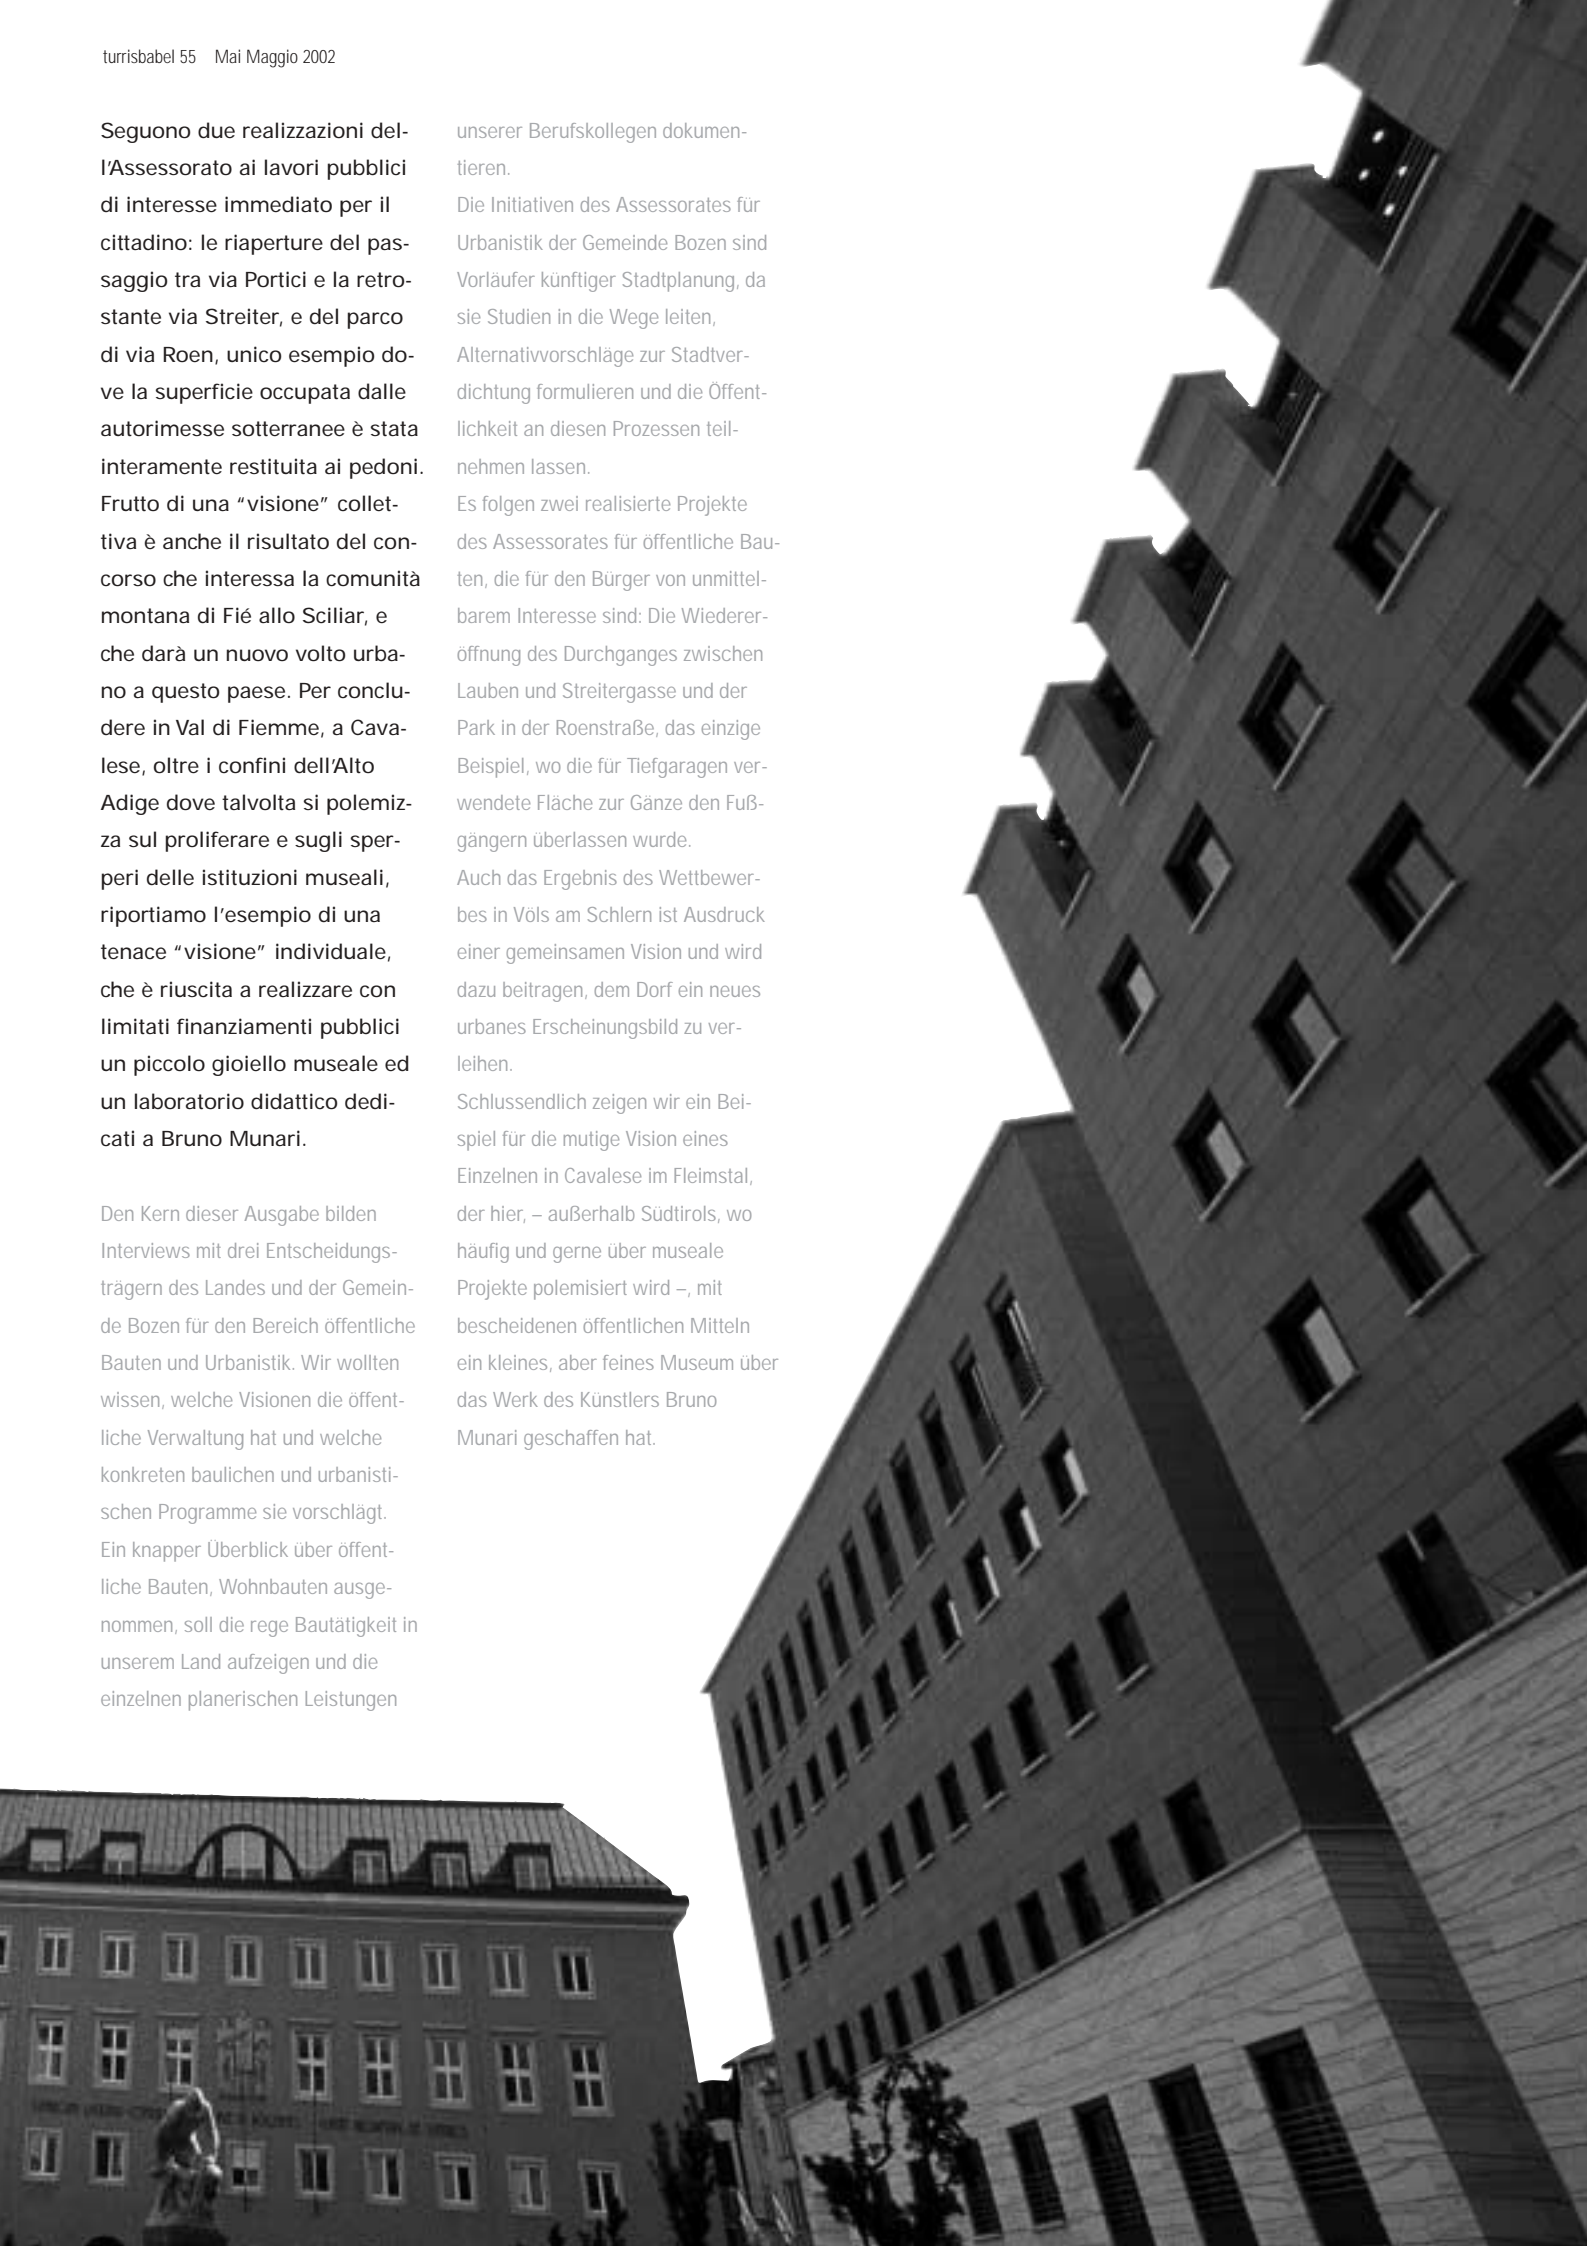 turrisbabel 55 Mai Maggio 2002
Seguono due realizzazioni del-
l'Assessorato ai lavori pubblici
di interesse immediato per il
cittadino: le riaperture del pas-
saggio tra via Portici e la retro-
stante via Streiter, e del parco
di via Roen, unico esempio do-
ve la superficie occupata dalle
autorimesse sotterranee è stata
interamente restituita ai pedoni.
Frutto di una “visione” collet-
tiva è anche il risultato del con-
corso che interessa la comunità
montana di Fié allo Sciliar, e
che darà un nuovo volto urba-
no a questo paese. Per conclu-
dere in Val di Fiemme, a Cava-
lese, oltre i confini dell'Alto
Adige dove talvolta si polemiz-
za sul proliferare e sugli sper-
peri delle istituzioni museali,
riportiamo l'esempio di una
tenace “visione” individuale,
che è riuscita a realizzare con
limitati finanziamenti pubblici
un piccolo gioiello museale ed
un laboratorio didattico dedi-
cati a Bruno Munari.
Den Kern dieser Ausgabe bilden
Interviews mit drei Entscheidungs-
trägern des Landes und der Gemein-
de Bozen für den Bereich öffentliche
Bauten und Urbanistik. Wir wollten
wissen, welche Visionen die öffent-
liche Verwaltung hat und welche
konkreten baulichen und urbanisti-
schen Programme sie vorschlägt.
Ein knapper Überblick über öffent-
liche Bauten, Wohnbauten ausge-
nommen, soll die rege Bautätigkeit in
unserem Land aufzeigen und die
einzelnen planerischen Leistungen
unserer Berufskollegen dokumen-
tieren.
Die Initiativen des Assessorates für
Urbanistik der Gemeinde Bozen sind
Vorläufer künftiger Stadtplanung, da
sie Studien in die Wege leiten,
Alternativvorschläge zur Stadtver-
dichtung formulieren und die Öffent-
lichkeit an diesen Prozessen teil-
nehmen lassen.
Es folgen zwei realisierte Projekte
des Assessorates für öffentliche Bau-
ten, die für den Bürger von unmittel-
barem Interesse sind: Die Wiederer-
öffnung des Durchganges zwischen
Lauben und Streitergasse und der
Park in der Roenstraße, das einzige
Beispiel, wo die für Tiefgaragen ver-
wendete Fläche zur Gänze den Fuß-
gängern überlassen wurde.
Auch das Ergebnis des Wettbewer-
bes in Völs am Schlern ist Ausdruck
einer gemeinsamen Vision und wird
dazu beitragen, dem Dorf ein neues
urbanes Erscheinungsbild zu ver-
leihen.
Schlussendlich zeigen wir ein Bei-
spiel für die mutige Vision eines
Einzelnen in Cavalese im Fleimstal,
der hier, – außerhalb Südtirols, wo
häufig und gerne über museale
Projekte polemisiert wird –, mit
bescheidenen öffentlichen Mitteln
ein kleines, aber feines Museum über
das Werk des Künstlers Bruno
Munari geschaffen hat.